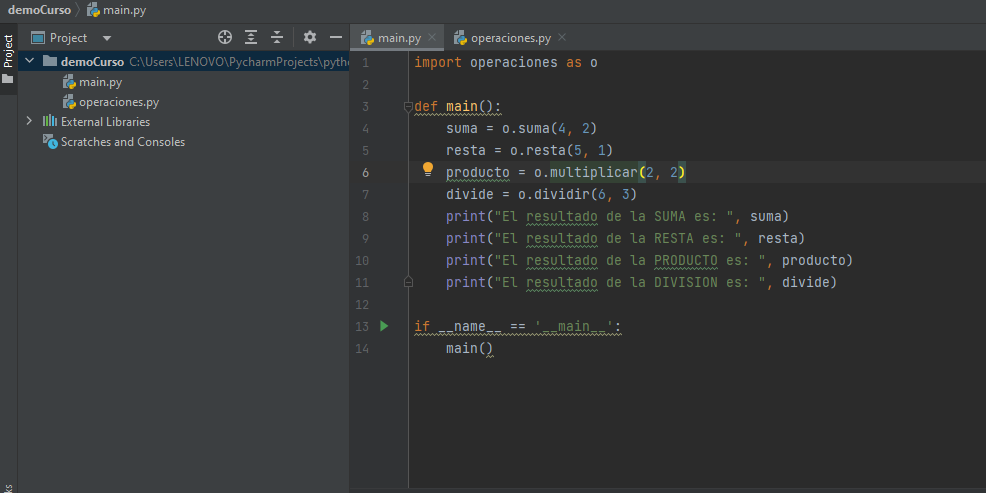 demoCurso main.py
Project
Project
main.py
operaciones.py
demoCurso C:\Users\LENOVO\PycharmProjects\pytho
main.py
operaciones.py
External Libraries
Scratches and Consoles
1 import operaciones as o
2
3 def main():
4 suma = o.suma(4, 2)
5 resta = o.resta(5, 1)
6 producto = o.multiplicar(2, 2)
7 divide = o.dividir(6, 3)
8 print("El resultado de la SUMA es: ", suma)
9 print("El resultado de la RESTA es: ", resta)
10 print("El resultado de la PRODUCTO es: ", producto)
11 print("El resultado de la DIVISION es: ", divide)
12
13 if __name__ == '__main__':
14 main()